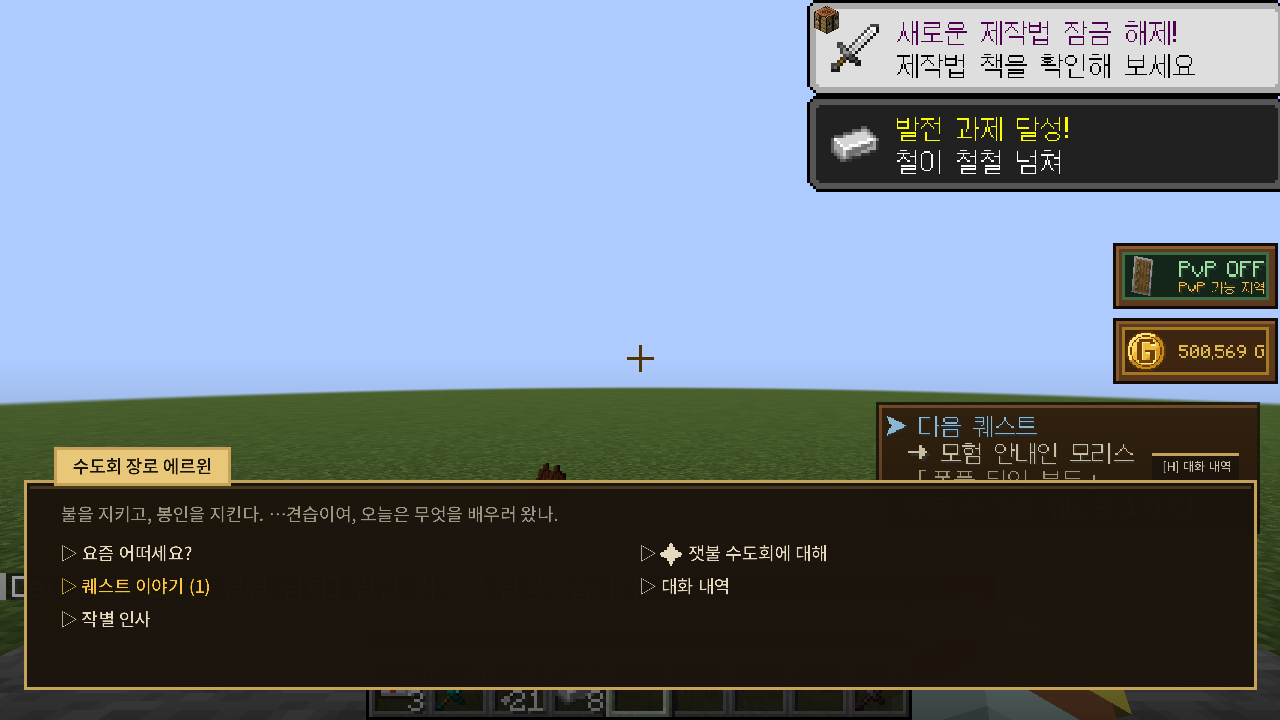 새로운 제작법 잠금 해제!
제작법 책을 확인해 보세요
발전 과제 달성!
철이 철철 넘쳐
PvP OFF
PvP 가능 지역
500,569 G
다음 퀘스트
→ 모험 안내인 모리스
[H] 대화 내역
수도회 장로 에르윈
불을 지키고, 봉인을 지킨다. …견습이여, 오늘은 무엇을 배우러 왔나.
▷ 요즘 어떠세요?
▷ 잿불 수도회에 대해
▷ 퀘스트 이야기 (1)
▷ 대화 내역
▷ 작별 인사
3
21
8